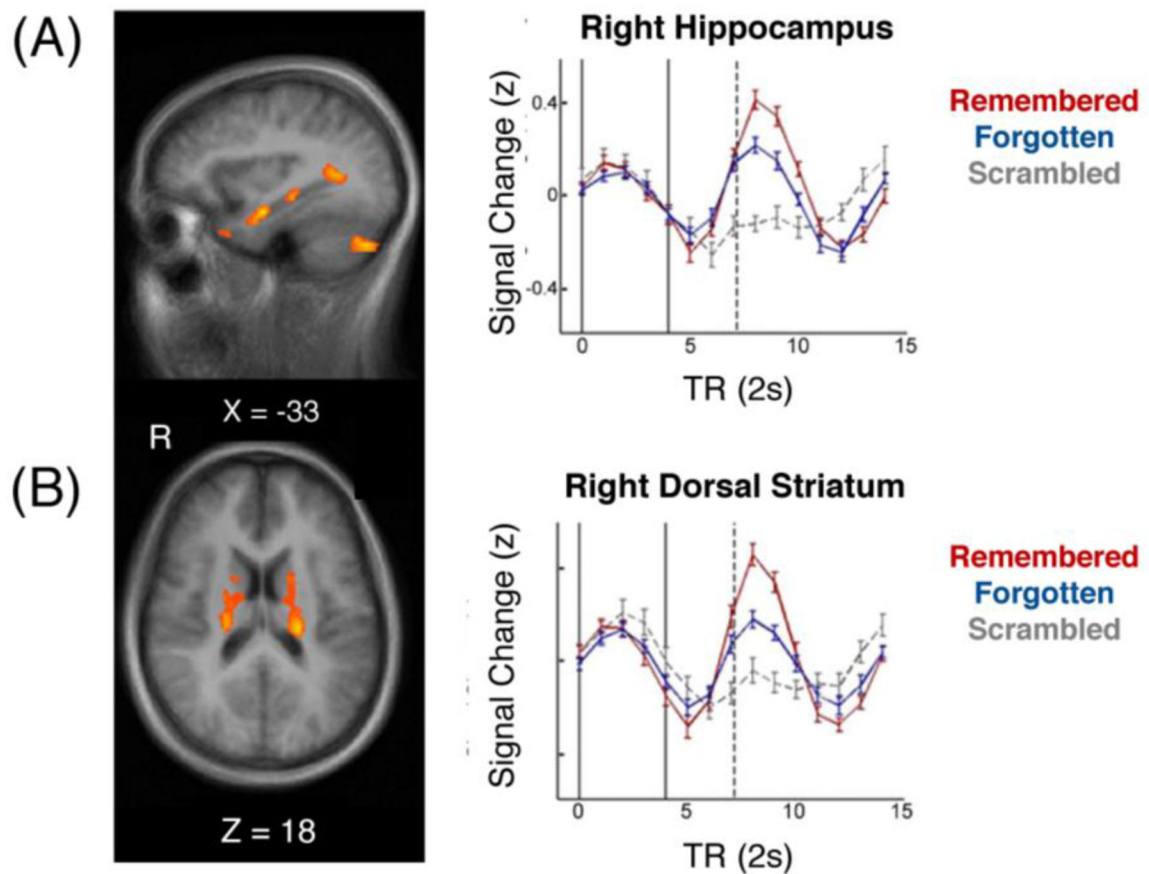 (A)
X = -33
Right Hippocampus
Signal Change (z)
0.4
0
-0.4
0
5
10
15
TR (2s)
Remembered
Forgotten
Scrambled
(B)
R
Z = 18
Right Dorsal Striatum
Signal Change (z)
0
5
10
15
TR (2s)
Remembered
Forgotten
Scrambled